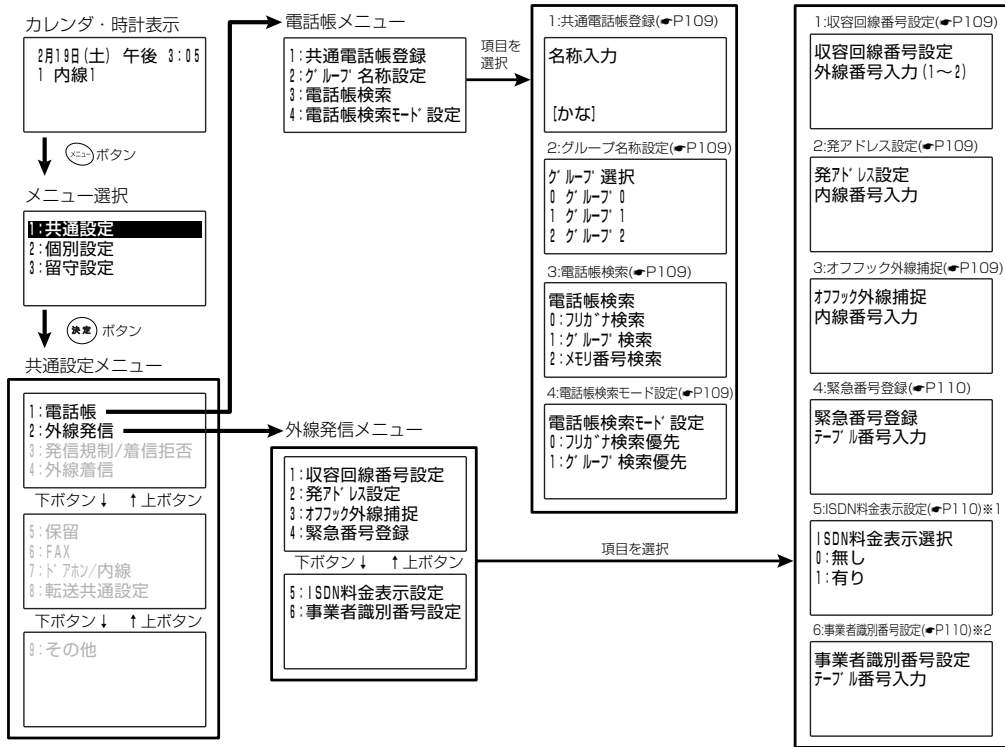 カレンダ・時計表示
2月19日(土) 午後 3:05
1 内線1
メニュー ボタン
メニュー選択
1:共通設定
2:個別設定
3:留守設定
決定 ボタン
共通設定メニュー
1:電話帳
2:外線発信
3:発信規制/着信拒否
4:外線着信
下ボタン↓ ↑上ボタン
5:保留
6:FAX
7:ドアホン/内線
8:転送共通設定
下ボタン↓ ↑上ボタン
9:その他
電話帳メニュー
1:共通電話帳登録
2:グループ名称設定
3:電話帳検索
4:電話帳検索モード設定
項目を
選択
外線発信メニュー
1:収容回線番号設定
2:発アドレス設定
3:オフフック外線捕捉
4:緊急番号登録
下ボタン↓ ↑上ボタン
5:ISDN料金表示設定
6:事業者識別番号設定
項目を選択
1:共通電話帳登録(☛P109)
名称入力
[かな]
2:グループ名称設定(☛P109)
グループ選択
0 グループ0
1 グループ1
2 グループ2
3:電話帳検索(☛P109)
電話帳検索
0:フリガナ検索
1:グループ検索
2:メモリ番号検索
4:電話帳検索モード設定(☛P109)
電話帳検索モード設定
0:フリガナ検索優先
1:グループ検索優先
1:収容回線番号設定(☛P109)
収容回線番号設定
外線番号入力(1～2)
2:発アドレス設定(☛P109)
発アドレス設定
内線番号入力
3:オフフック外線捕捉(☛P109)
オフフック外線捕捉
内線番号入力
4:緊急番号登録(☛P110)
緊急番号登録
テーブル番号入力
5:ISDN料金表示設定(☛P110)※1
ISDN料金表示選択
0:無し
1:有り
6:事業者識別番号設定(☛P110)※2
事業者識別番号設定
テーブル番号入力